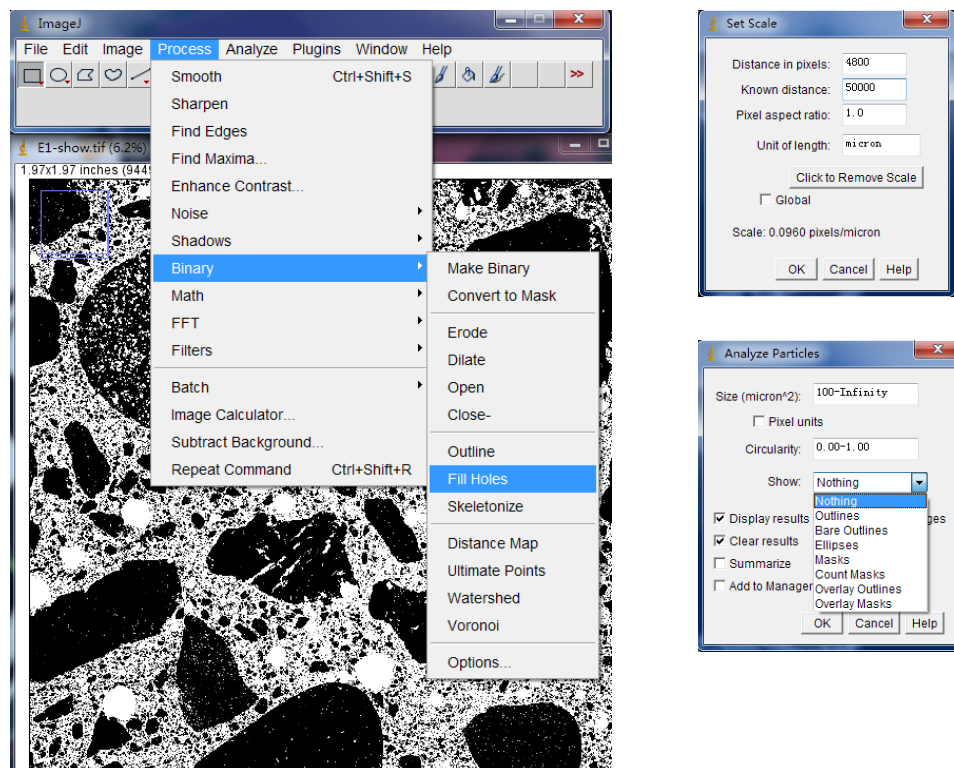 ImageJ
File Edit Image Process Analyze Plugins Window Help
>>
E1-show.tif (6.2%)
1.97x1.97 inches (944
Smooth Ctrl+Shift+S
Sharpen
Find Edges
Find Maxima...
Enhance Contrast...
Noise
Shadows
Binary
Math
FFT
Filters
Batch
Image Calculator...
Subtract Background...
Repeat Command Ctrl+Shift+R
Make Binary
Convert to Mask
Erode
Dilate
Open
Close-
Outline
Fill Holes
Skeletonize
Distance Map
Ultimate Points
Watershed
Voronoi
Options...
Set Scale
Distance in pixels: 4800
Known distance: 50000
Pixel aspect ratio: 1.0
Unit of length: micron
Click to Remove Scale
Global
Scale: 0.0960 pixels/micron
OK Cancel Help
Analyze Particles
Size (micron^2): 100-Infinity
Pixel units
Circularity: 0.00-1.00
Show: Nothing
Nothing
Outlines
Bare Outlines
Ellipses
Masks
Count Masks
Overlay Outlines
Overlay Masks
Display results
Clear results
Summarize
Add to Manager
OK Cancel Help